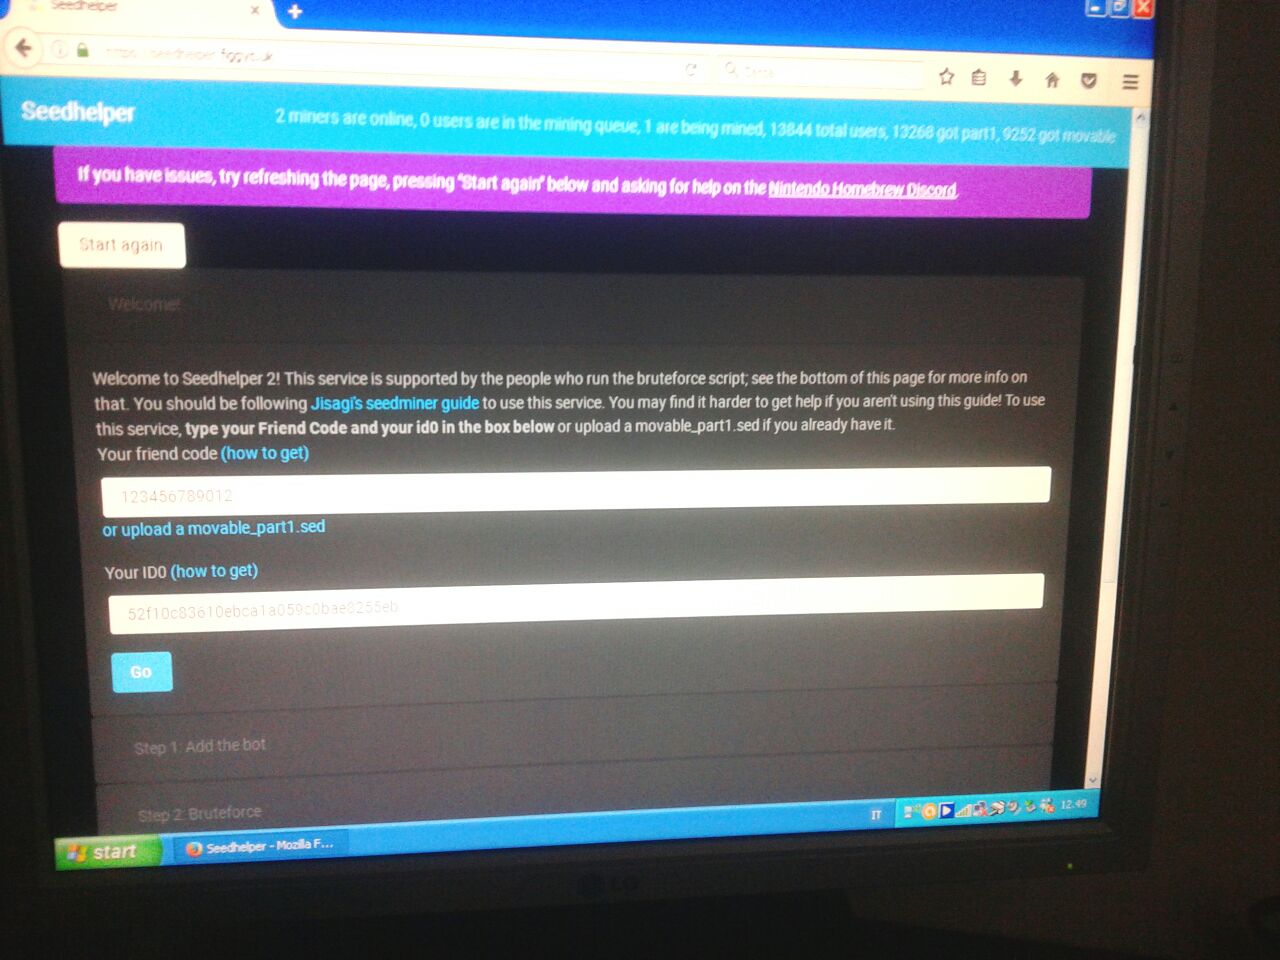 Seedhelper
Seedhelper
2 miners are online, 0 users are in the mining queue, 1 are being mined, 13844 total users, 13268 got part1, 9252 got movable
If you have issues, try refreshing the page, pressing "Start again" below and asking for help on the Nintendo Homebrew Discord.
Start again
Welcome!
Welcome to Seedhelper 2! This service is supported by the people who run the bruteforce script; see the bottom of this page for more info on
that. You should be following Jisagi's seedminer guide to use this service. You may find it harder to get help if you aren't using this guide! To use
this service, type your Friend Code and your id0 in the box below or upload a movable_part1.sed if you already have it.
Your friend code (how to get)
123456789012
or upload a movable_part1.sed
Your ID0 (how to get)
52f10c83610ebca1a059c0bae8255eb
Go
Step 1: Add the bot
Step 2: Bruteforce
start
Seedhelper - Mozilla F...
IT
12.49
LG